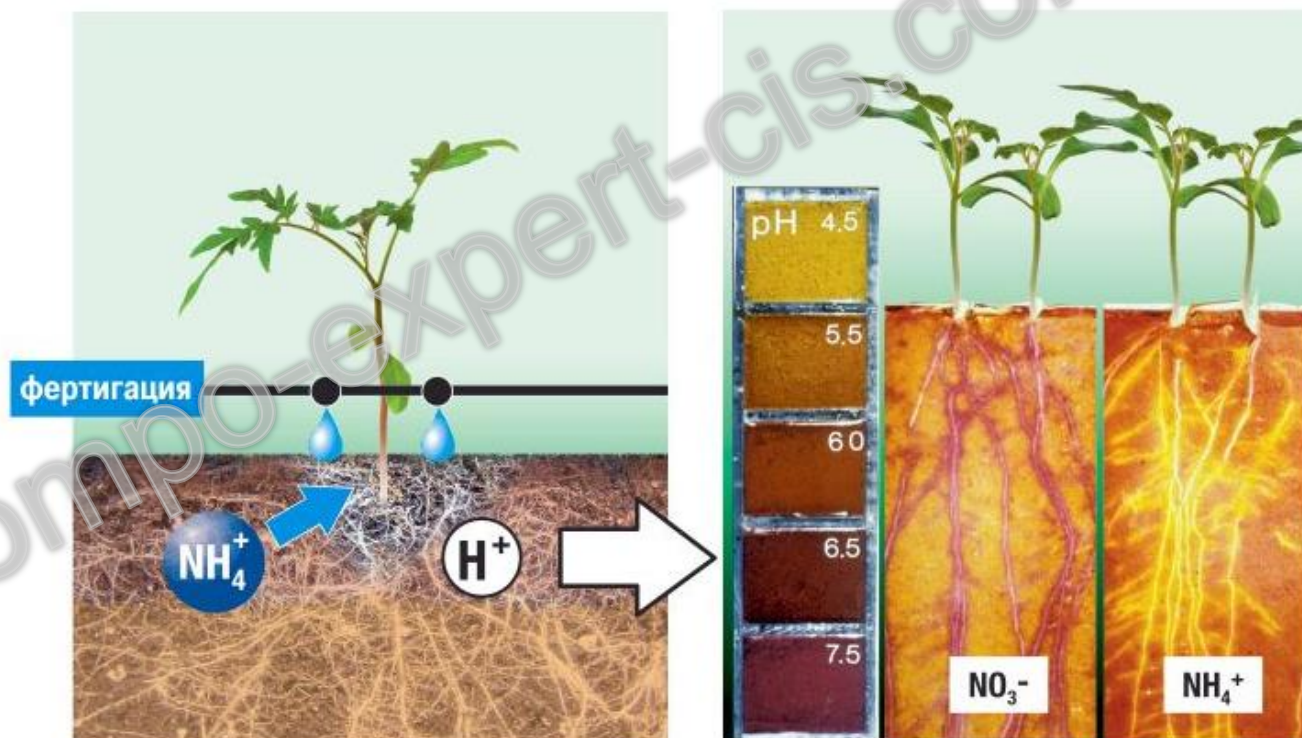 compo-expert-cis.com
фертигация
NH₄⁺
H⁺
pH 4.5
5.5
6 0
6.5
7.5
NO₃-
NH₄⁺